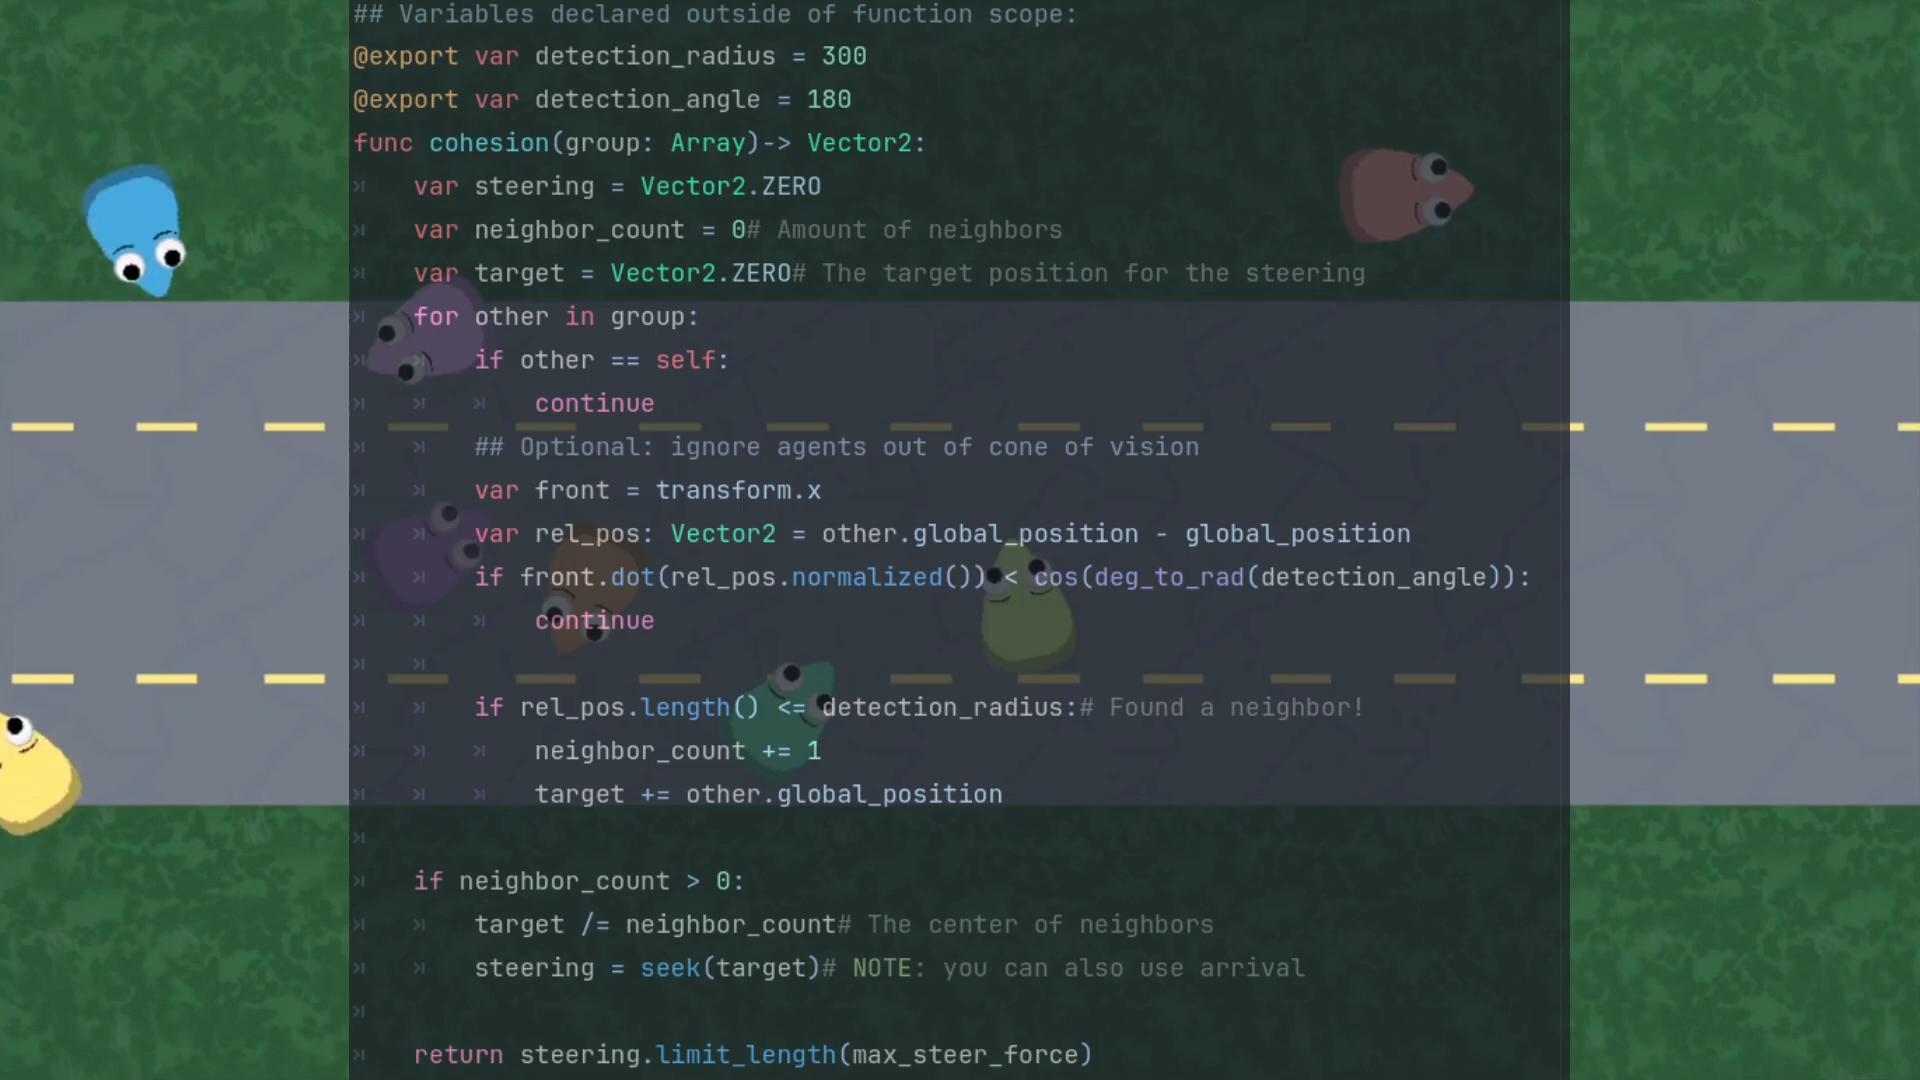 ## Variables declared outside of function scope:
@export var detection_radius = 300
@export var detection_angle = 180
func cohesion(group: Array)-> Vector2:
var steering = Vector2.ZERO
var neighbor_count = 0# Amount of neighbors
var target = Vector2.ZERO# The target position for the steering
for other in group:
if other == self:
continue
## Optional: ignore agents out of cone of vision
var front = transform.x
var rel_pos: Vector2 = other.global_position - global_position
if front.dot(rel_pos.normalized()) < cos(deg_to_rad(detection_angle)):
continue
if rel_pos.length() <= detection_radius:# Found a neighbor!
neighbor_count += 1
target += other.global_position
if neighbor_count > 0:
target /= neighbor_count# The center of neighbors
steering = seek(target)# NOTE: you can also use arrival
return steering.limit_length(max_steer_force)